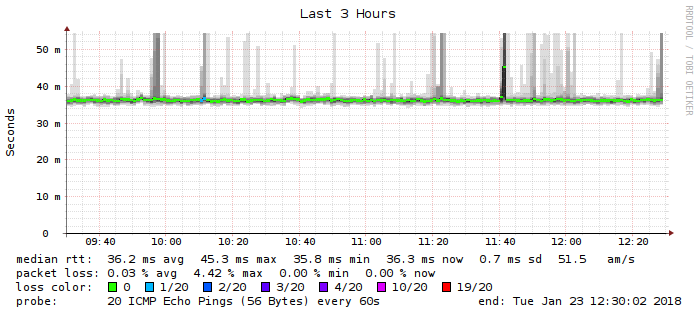 Last 3 Hours
RRDTOOL / TOBI OETIKER
Seconds
50 m
40 m
30 m
20 m
10 m
0
09:40 10:00 10:20 10:40 11:00 11:20 11:40 12:00 12:20
median rtt: 36.2 ms avg 45.3 ms max 35.8 ms min 36.3 ms now 0.7 ms sd 51.5 am/s
packet loss: 0.03 % avg 4.42 % max 0.00 % min 0.00 % now
loss color: 0 1/20 2/20 3/20 4/20 10/20 19/20
probe: 20 ICMP Echo Pings (56 Bytes) every 60s end: Tue Jan 23 12:30:02 2018